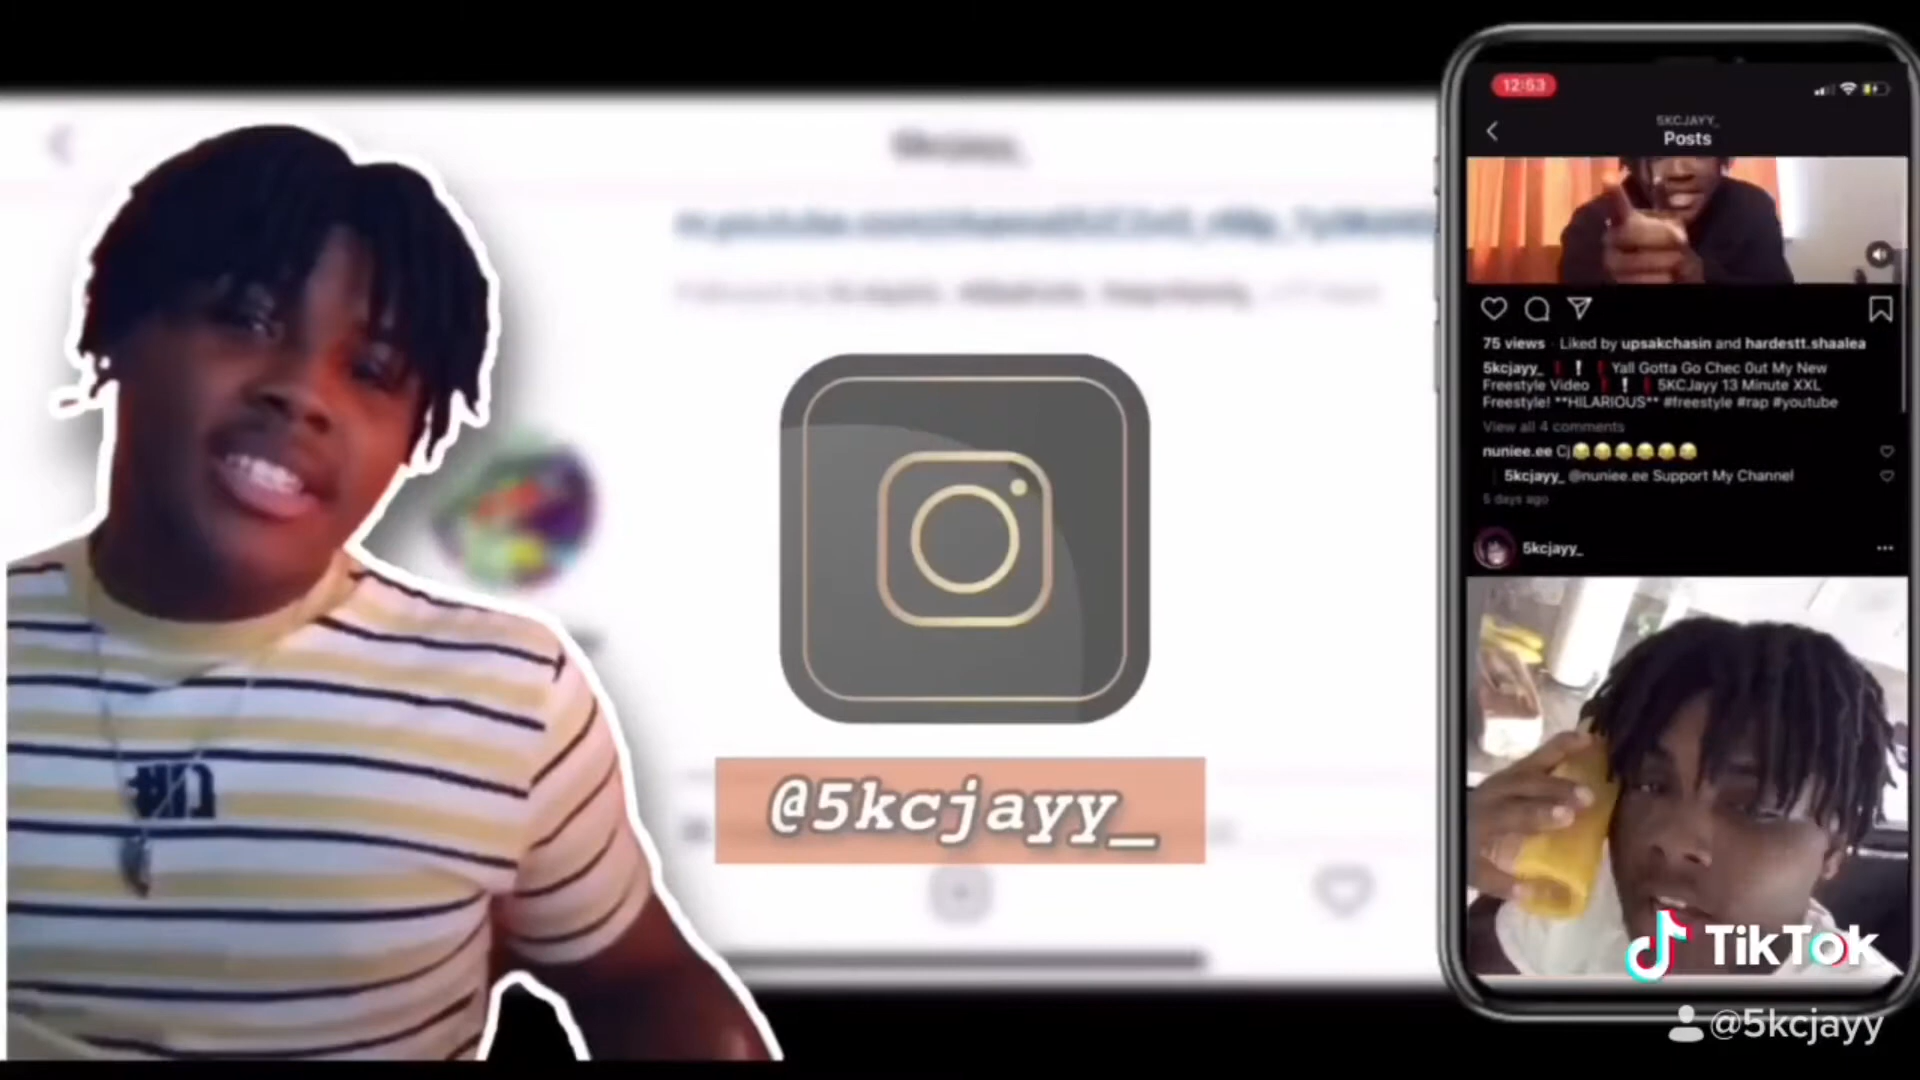 12:53
5KCJAYY_
Posts
75 views · Liked by upsakchasin and hardestt.shaalea
5kcjayy_ ❗❕❗Yall Gotta Go Chec 0ut My New
Freestyle Video ❗❕❗5KCJayy 13 Minute XXL
Freestyle! **HILARIOUS** #freestyle #rap #youtube
View all 4 comments
nuniee.ee Cj😂😂😂😂😂😂
5kcjayy_ @nuniee.ee Support My Channel
5 days ago
5kcjayy_
@5kcjayy_
TikTok
@5kcjayy